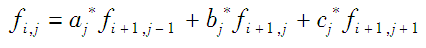 f_{i,j} = a_j^* f_{i+1,j-1} + b_j^* f_{i+1,j} + c_j^* f_{i+1,j+1}